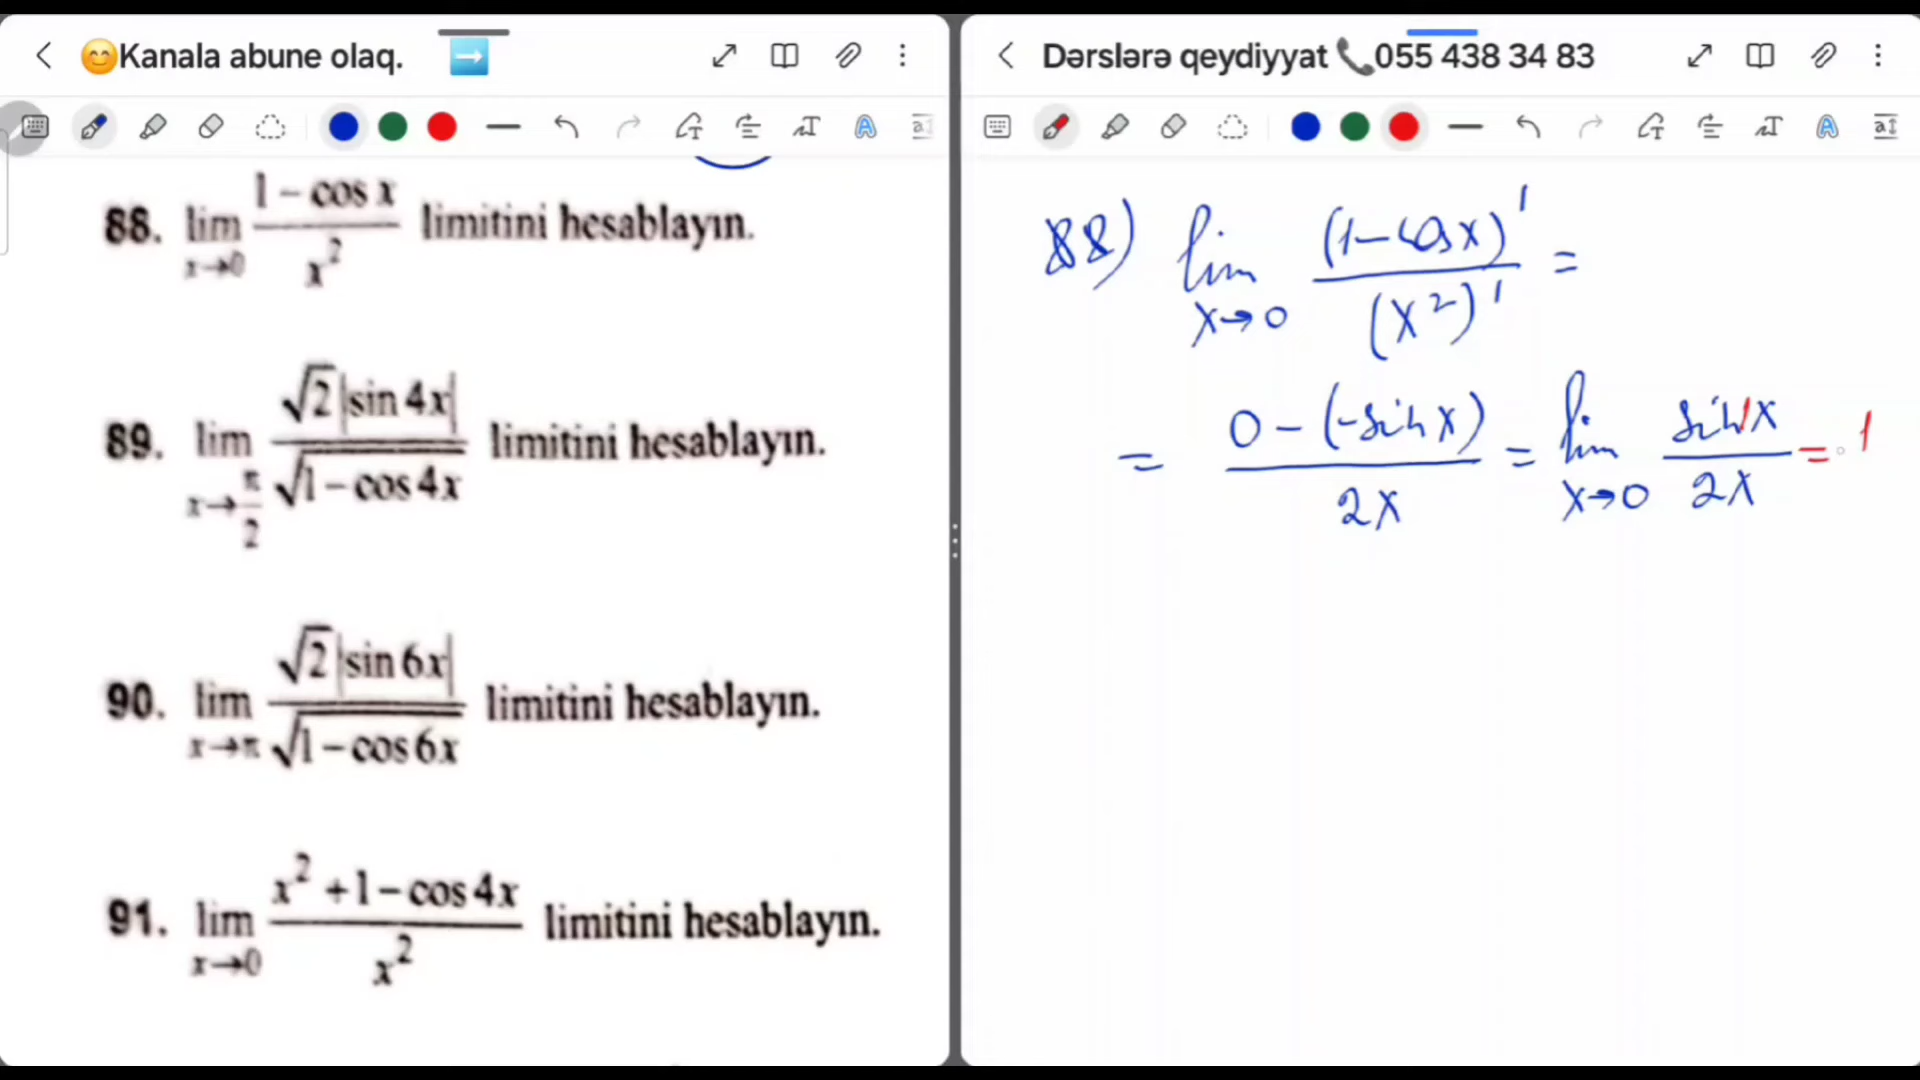 😊Kanala abune olaq. ➡️
88. lim x→0 (1 − cos x)/x² limitini hesablayın.
89. lim x→π/2 √2|sin 4x|/√(1 − cos 4x) limitini hesablayın.
90. lim x→π √2|sin 6x|/√(1 − cos 6x) limitini hesablayın.
91. lim x→0 (x² + 1 − cos 4x)/x² limitini hesablayın.
Dərslərə qeydiyyat 📞055 438 34 83
88) lim x→0 (1−cos x)'/(x²)' =
= (0 − (−sin x))/2x = lim x→0 sin 1x/2x = 1